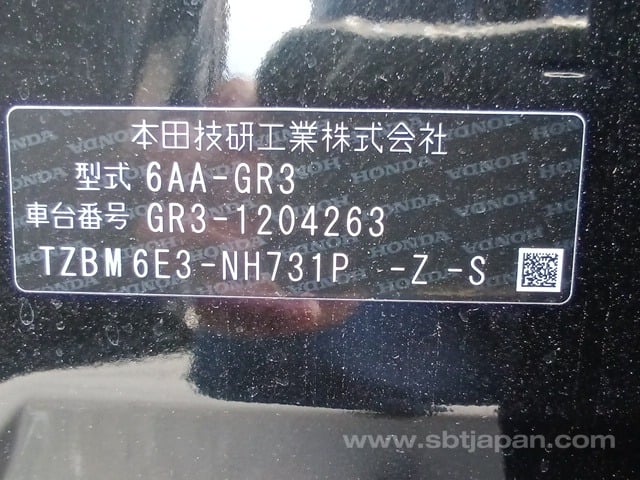 本田技研工業株式会社
型式 6AA-GR3
車台番号 GR3-1204263
TZBM6E3-NH731P -Z-S
www.sbtjapan.com